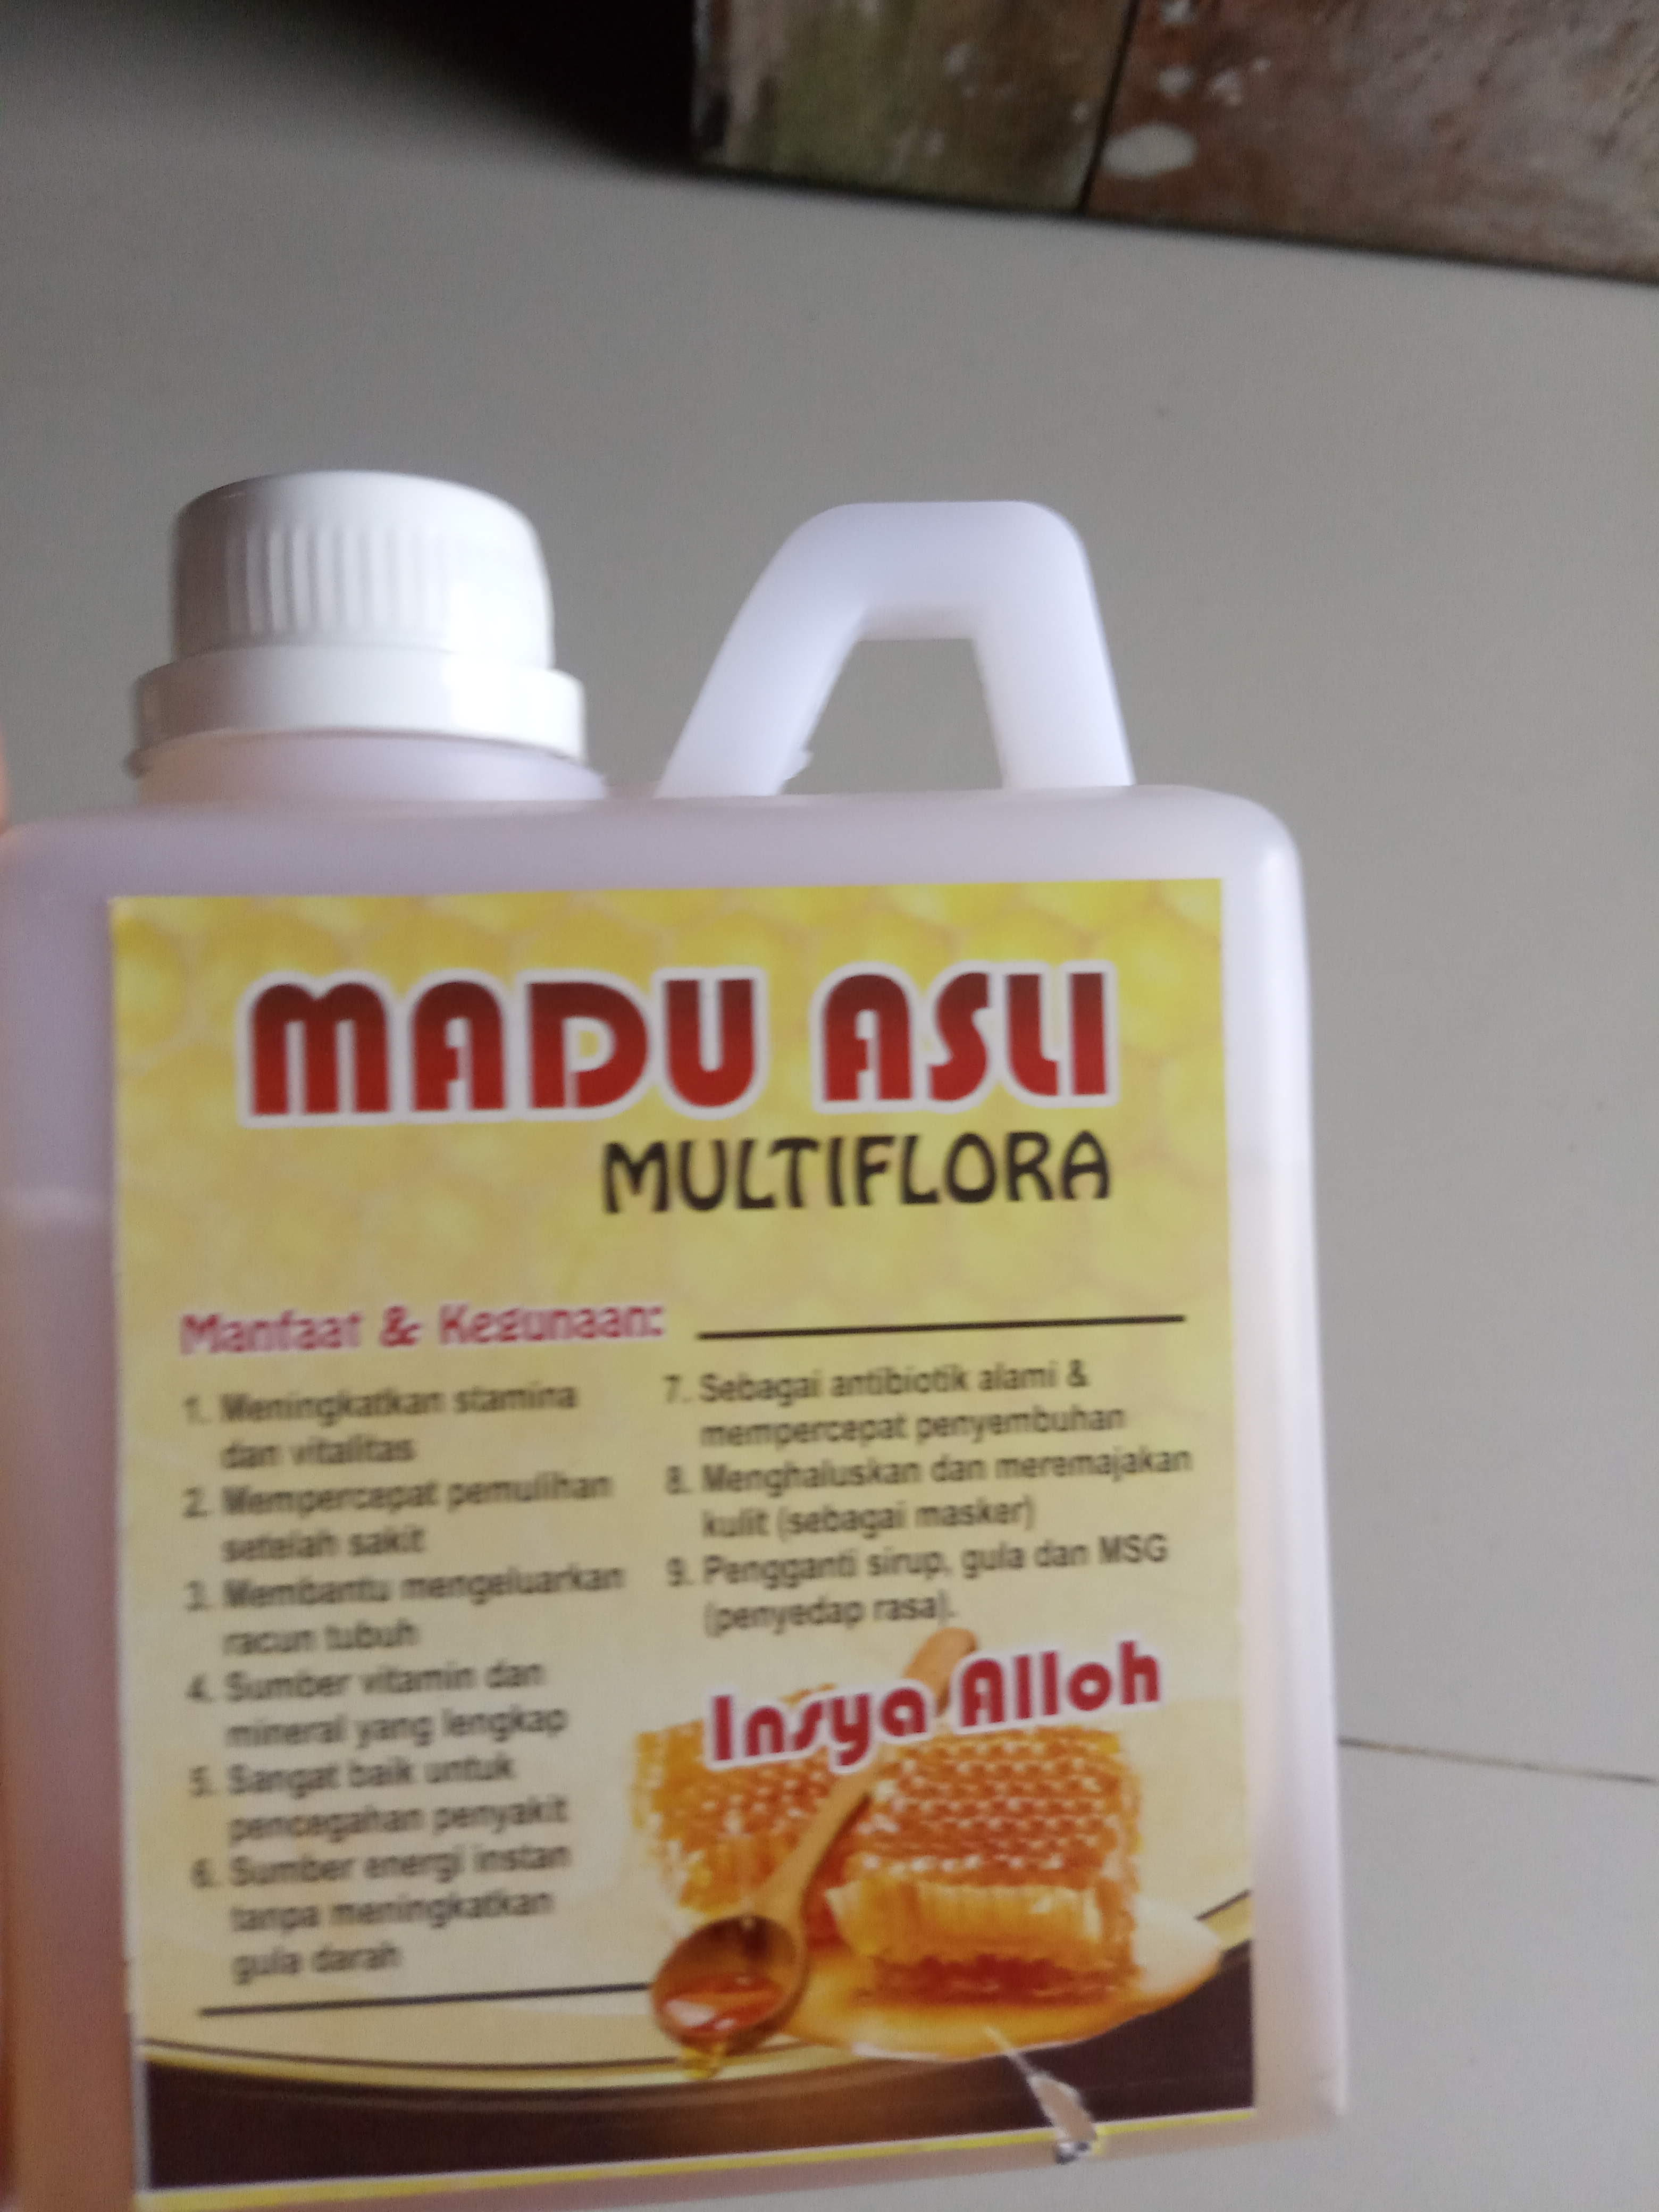 MADU ASLI
MULTIFLORA
Manfaat & Kegunaan:
1. Meningkatkan stamina
dan vitalitas
2. Mempercepat pemulihan
setelah sakit
3. Membantu mengeluarkan
racun tubuh
4. Sumber vitamin dan
mineral yang lengkap
5. Sangat baik untuk
pencegahan penyakit
6. Sumber energi instan
tanpa meningkatkan
gula darah
7. Sebagai antibiotik alami &
mempercepat penyembuhan
8. Menghaluskan dan meremajakan
kulit (sebagai masker)
9. Pengganti sirup, gula dan MSG
(penyedap rasa).
Insya Alloh